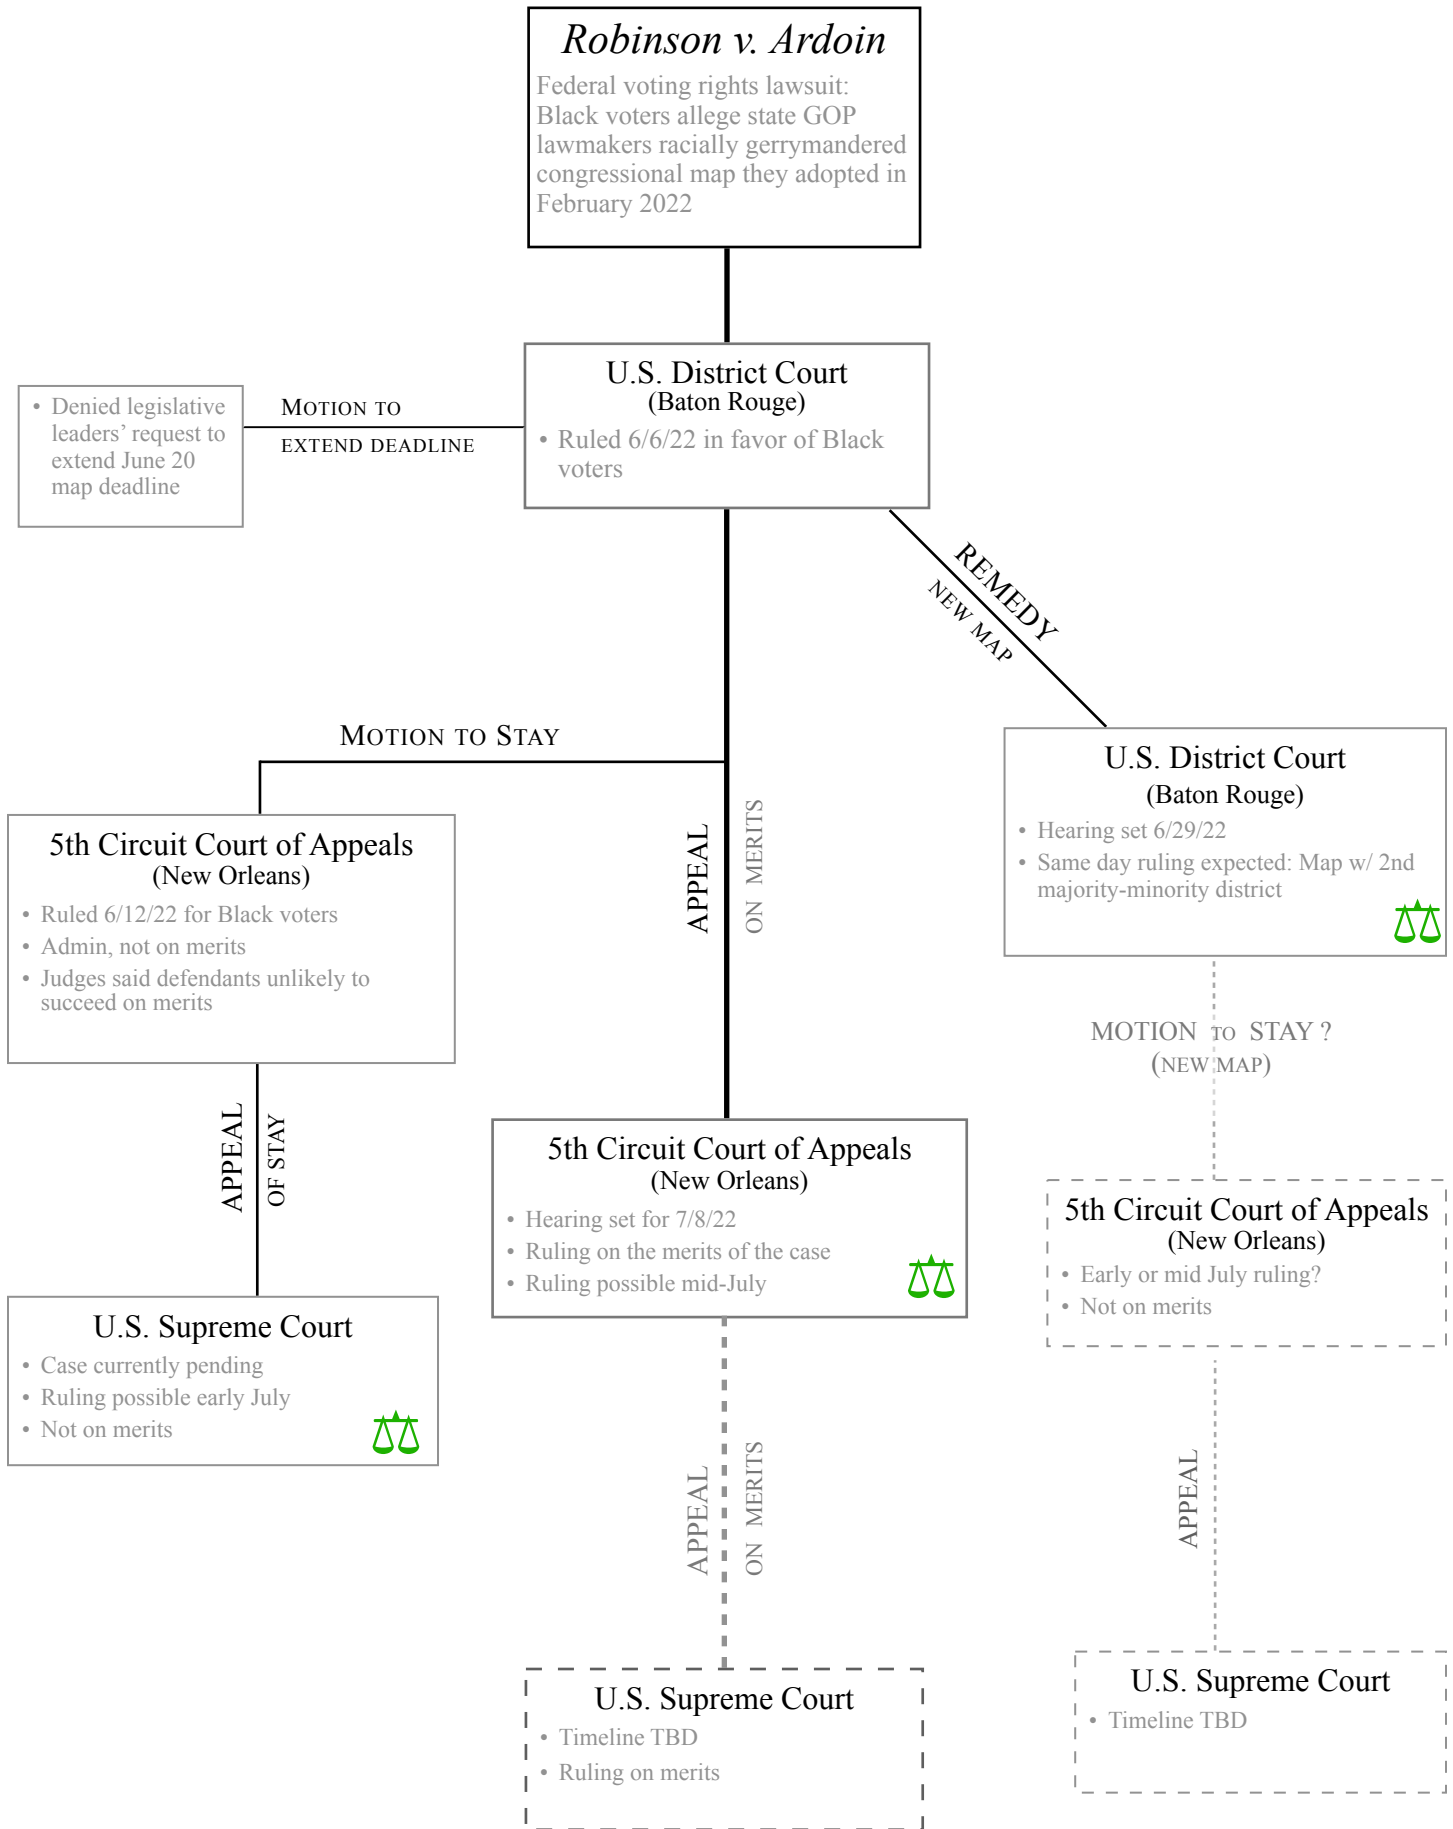 Robinson v. Ardoin
Federal voting rights lawsuit:
Black voters allege state GOP
lawmakers racially gerrymandered
congressional map they adopted in
February 2022
U.S. District Court
(Baton Rouge)
• Ruled 6/6/22 in favor of Black
voters
MOTION TO
EXTEND DEADLINE
• Denied legislative
leaders' request to
extend June 20
map deadline
REMEDY
NEW MAP
MOTION TO STAY
APPEAL
ON MERITS
U.S. District Court
(Baton Rouge)
• Hearing set 6/29/22
• Same day ruling expected: Map w/ 2nd
majority-minority district
5th Circuit Court of Appeals
(New Orleans)
• Ruled 6/12/22 for Black voters
• Admin, not on merits
• Judges said defendants unlikely to
succeed on merits
MOTION TO STAY ?
(NEW MAP)
APPEAL
OF STAY
5th Circuit Court of Appeals
(New Orleans)
• Hearing set for 7/8/22
• Ruling on the merits of the case
• Ruling possible mid-July
5th Circuit Court of Appeals
(New Orleans)
• Early or mid July ruling?
• Not on merits
U.S. Supreme Court
• Case currently pending
• Ruling possible early July
• Not on merits
APPEAL
ON MERITS
APPEAL
U.S. Supreme Court
• Timeline TBD
• Ruling on merits
U.S. Supreme Court
• Timeline TBD